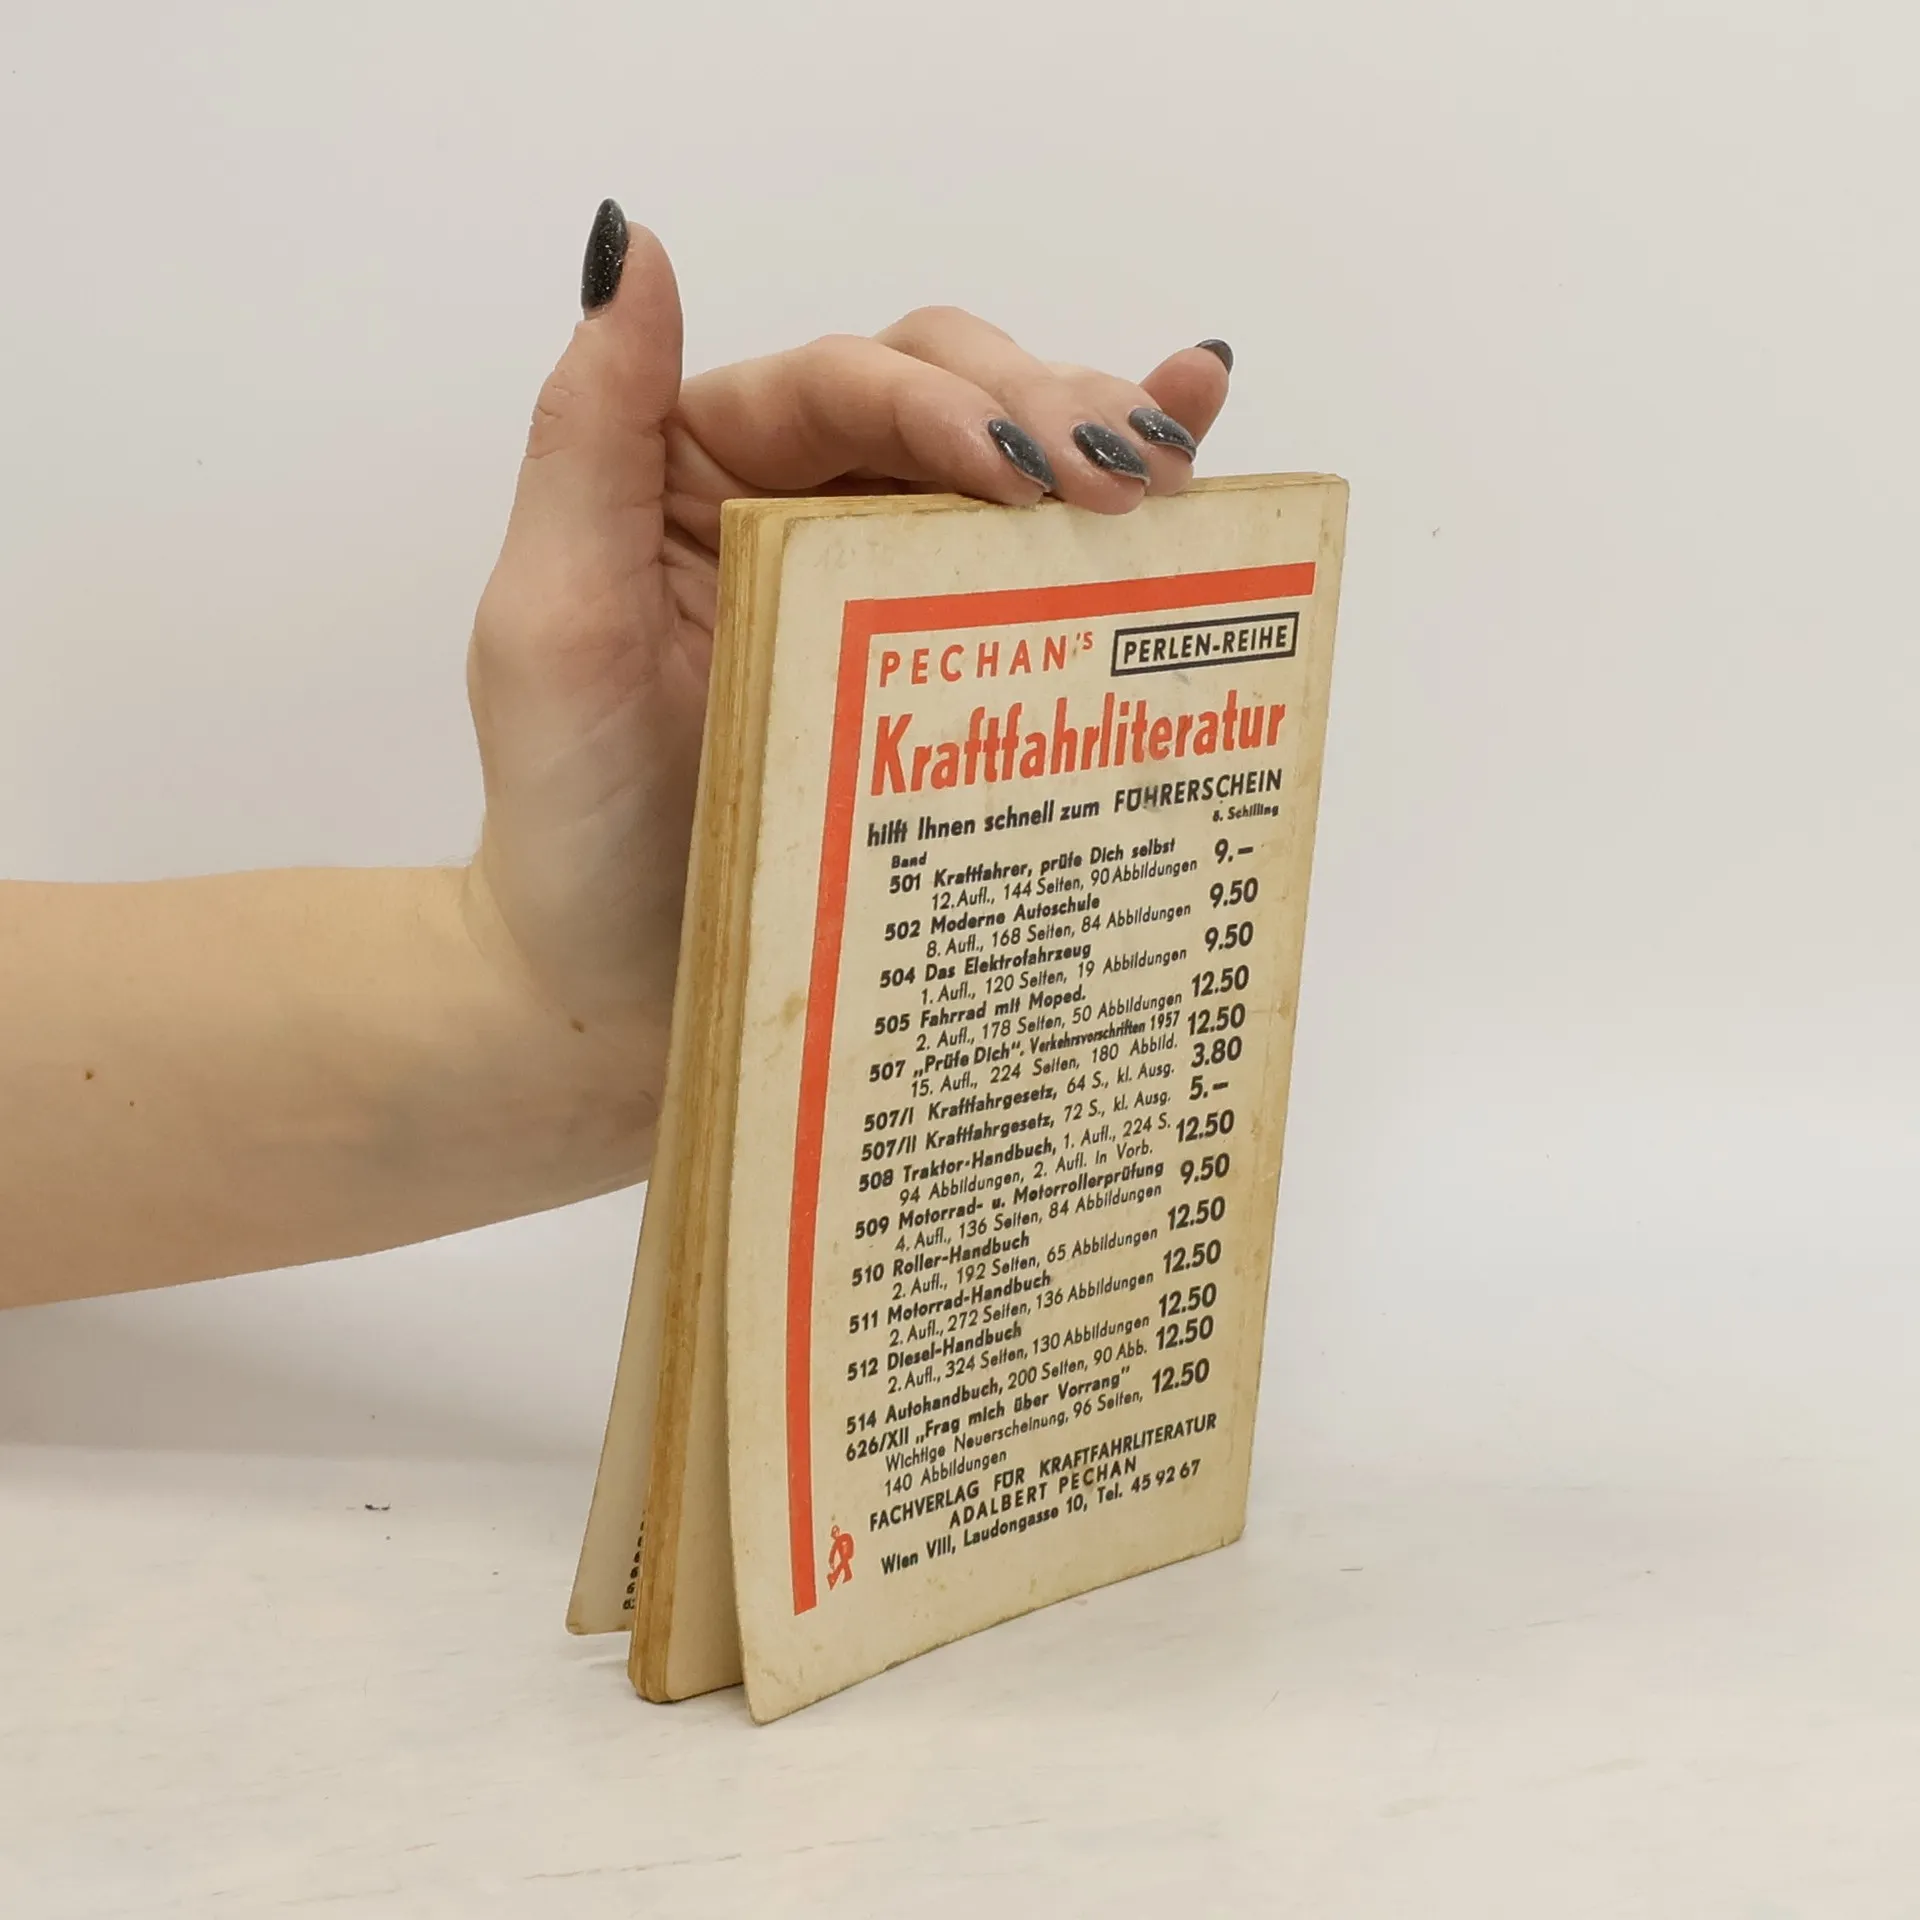 PECHAN'S PERLEN-REIHE
Kraftfahrliteratur
hilft Ihnen schnell zum FÜHRERSCHEIN
ö. Schilling
Band
501 Kraftfahrer, prüfe Dich selbst 9.–
12. Aufl., 144 Seiten, 90 Abbildungen
502 Moderne Autoschule 9.50
8. Aufl., 168 Seiten, 84 Abbildungen
504 Das Elektrofahrzeug 9.50
1. Aufl., 120 Seiten, 19 Abbildungen
505 Fahrrad mit Moped. 12.50
2. Aufl., 178 Seiten, 50 Abbildungen
507 „Prüfe Dich“. Verkehrsvorschriften 1957 12.50
15. Aufl., 224 Seiten, 180 Abbild.
507/I Kraftfahrgesetz, 64 S., kl. Ausg. 3.80
507/II Kraftfahrgesetz, 72 S., kl. Ausg. 5.–
508 Traktor-Handbuch, 1. Aufl., 224 S. 12.50
94 Abbildungen, 2. Aufl. in Vorb.
509 Motorrad- u. Motorrollerprüfung 9.50
4. Aufl., 136 Seiten, 84 Abbildungen
510 Roller-Handbuch 12.50
2. Aufl., 192 Seiten, 65 Abbildungen
511 Motorrad-Handbuch 12.50
2. Aufl., 272 Seiten, 136 Abbildungen
512 Diesel-Handbuch 12.50
2. Aufl., 324 Seiten, 130 Abbildungen
514 Autohandbuch, 200 Seiten, 90 Abb. 12.50
626/XII „Frag mich über Vorrang“ 12.50
Wichtige Neuerscheinung, 96 Seiten,
140 Abbildungen
FACHVERLAG FÜR KRAFTFAHRLITERATUR
ADALBERT PECHAN
Wien VIII, Laudongasse 10, Tel. 45 92 67